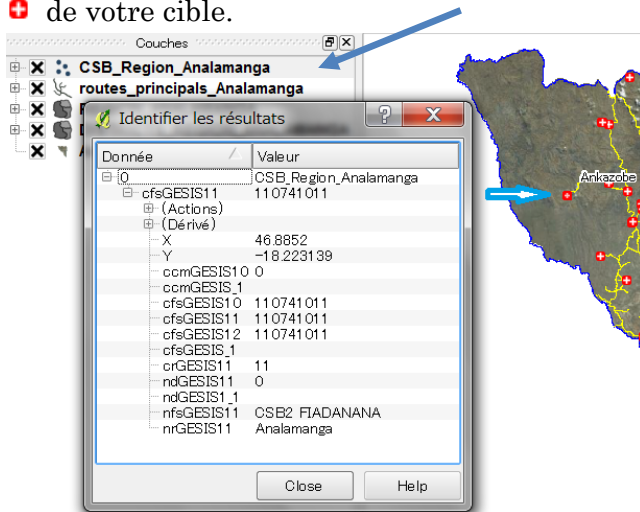 de votre cible.
Couches
CSB_Region_Analamanga
routes_principals_Analamanga
Identifier les résultats
Donnée Valeur
0 CSB_Region_Analamanga
cfsGESIS11 110741011
(Actions)
(Dérivé)
X 46.8852
Y -18.223139
ccmGESIS10 0
ccmGESIS_1
cfsGESIS10 110741011
cfsGESIS11 110741011
cfsGESIS12 110741011
cfsGESIS_1
crGESIS11 11
ndGESIS11 0
ndGESIS1_1
nfsGESIS11 CSB2 FIADANANA
nrGESIS11 Analamanga
Close Help
Ankazobe